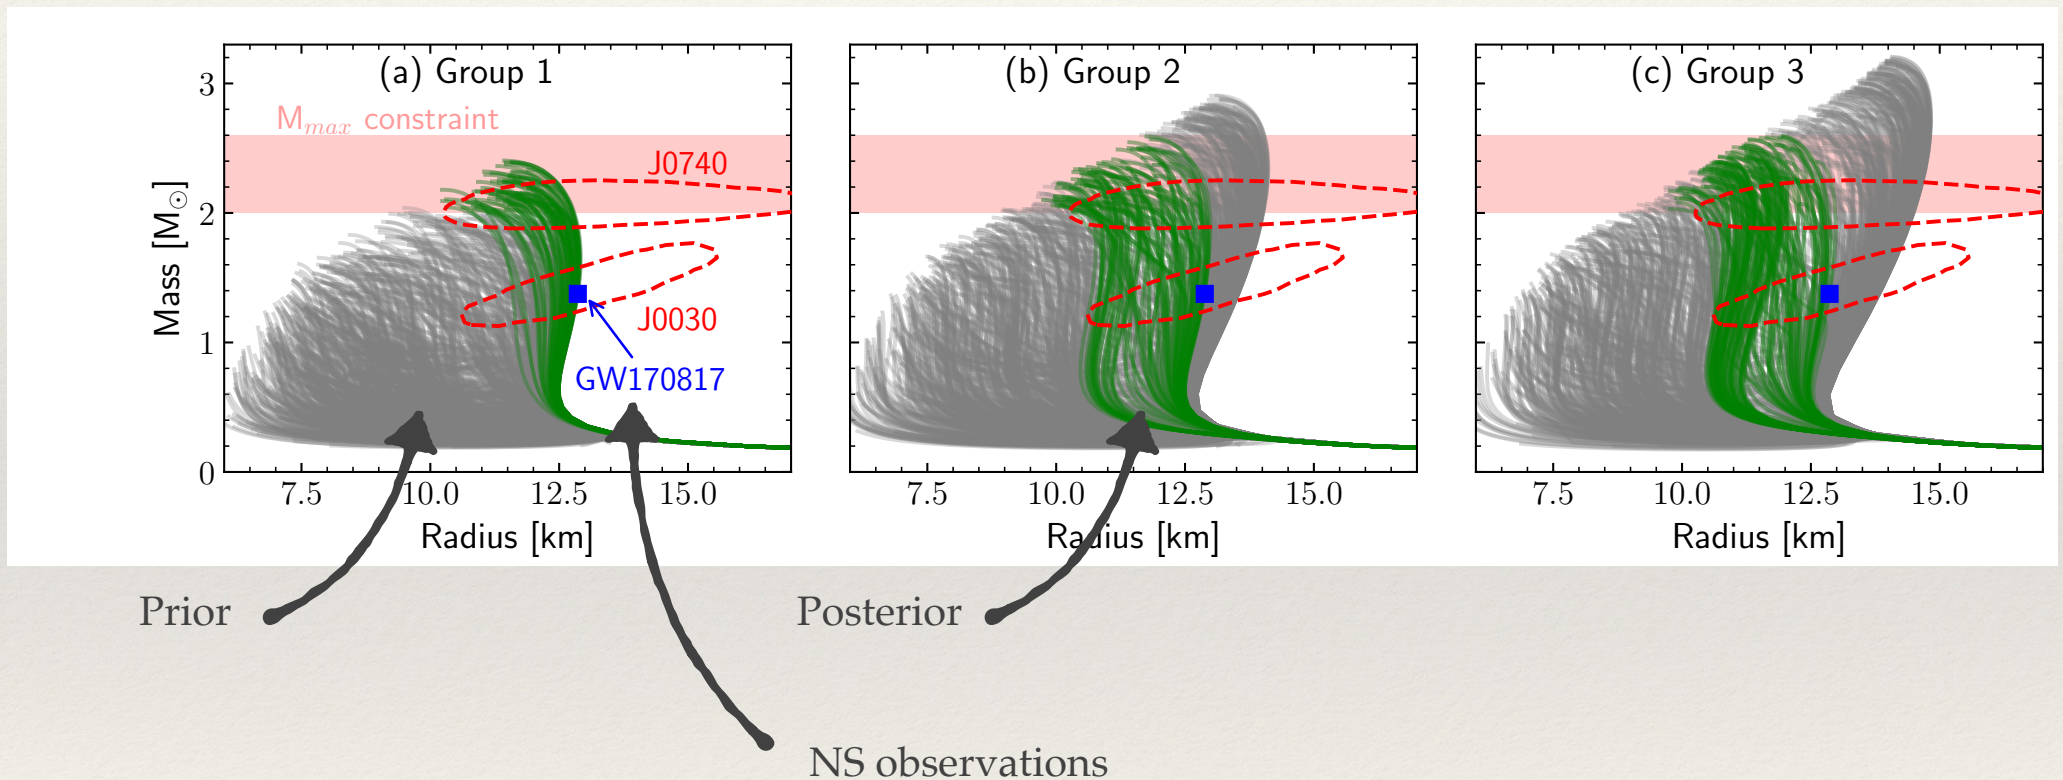 (a) Group 1
(b) Group 2
(c) Group 3
M_max constraint
J0740
J0030
GW170817
Mass [M⊙]
3
2
1
0
7.5 10.0 12.5 15.0
7.5 10.0 12.5 15.0
7.5 10.0 12.5 15.0
Radius [km]
Radius [km]
Radius [km]
Prior
Posterior
NS observations